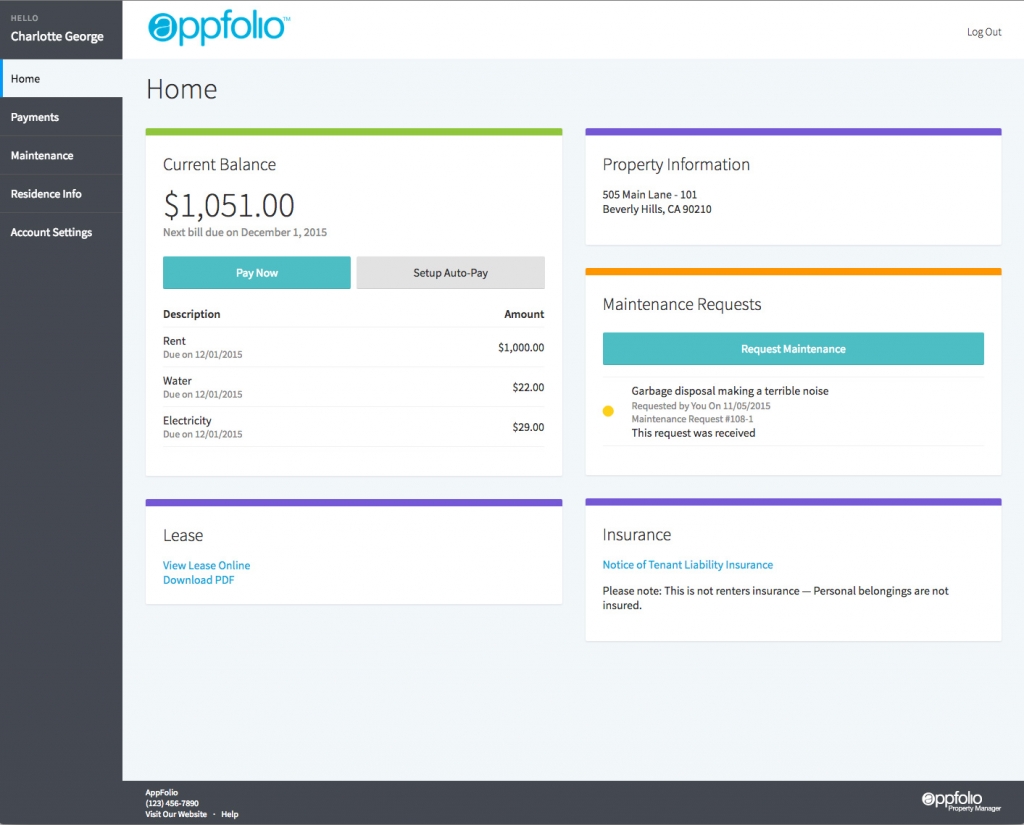 HELLO
Charlotte George
Home
Payments
Maintenance
Residence Info
Account Settings
appfolio™
Log Out
Home
Current Balance
$1,051.00
Next bill due on December 1, 2015
Pay Now
Setup Auto-Pay
Description Amount
Rent
Due on 12/01/2015
$1,000.00
Water
Due on 12/01/2015
$22.00
Electricity
Due on 12/01/2015
$29.00
Lease
View Lease Online
Download PDF
Property Information
505 Main Lane - 101
Beverly Hills, CA 90210
Maintenance Requests
Request Maintenance
Garbage disposal making a terrible noise
Requested by You On 11/05/2015
Maintenance Request #108-1
This request was received
Insurance
Notice of Tenant Liability Insurance
Please note: This is not renters insurance — Personal belongings are not
insured.
AppFolio
(123) 456-7890
Visit Our Website · Help
appfolio
Property Manager